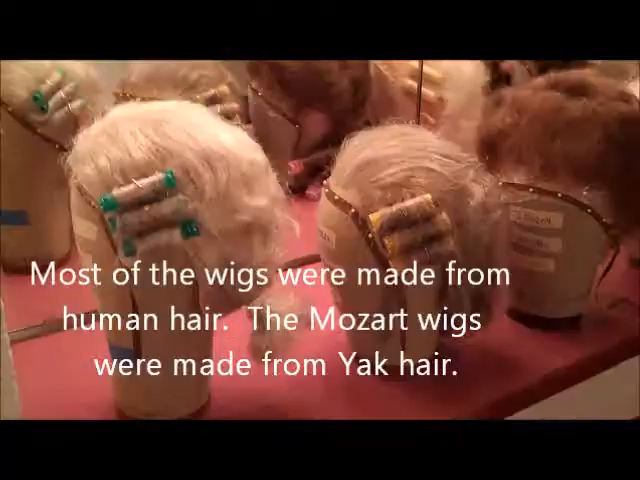 Most of the wigs were made from
human hair.  The Mozart wigs
were made from Yak hair.